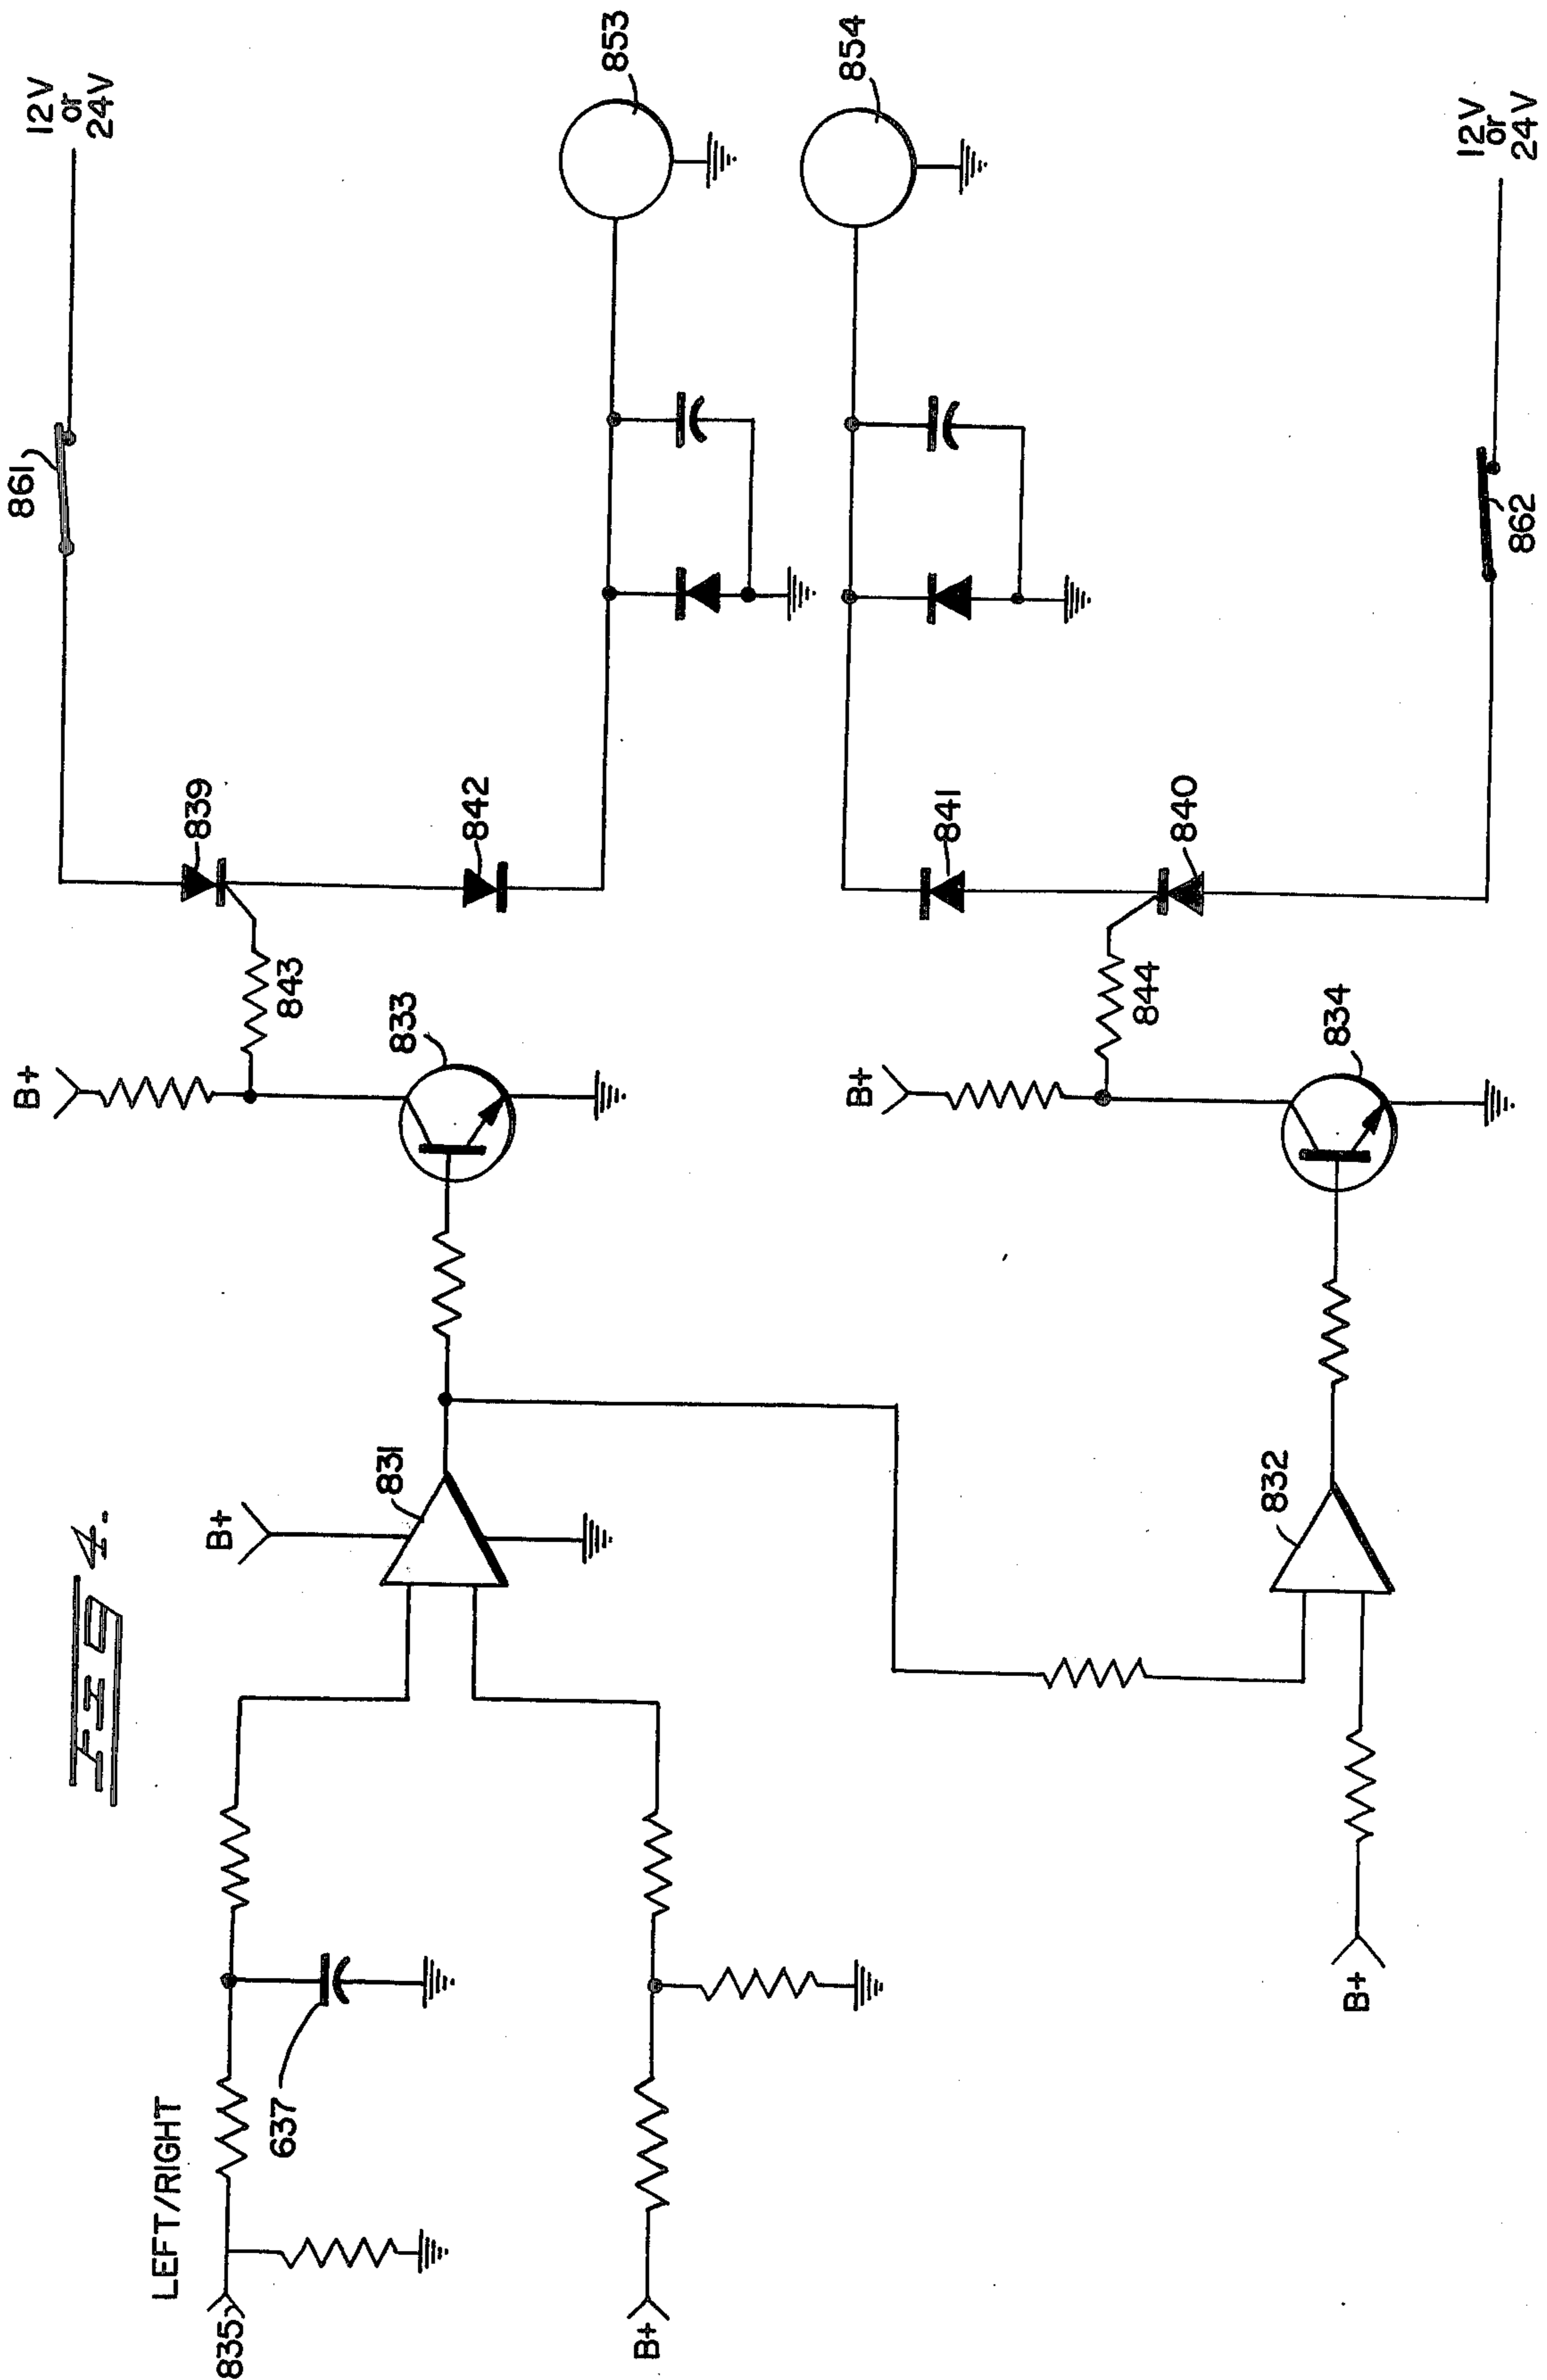 FIG 4.
LEFT/RIGHT
835
637
B+
B+
831
B+
832
B+
833
843
839
842
861
12V
or
24V
853
B+
834
844
841
840
854
862
12V
or
24V